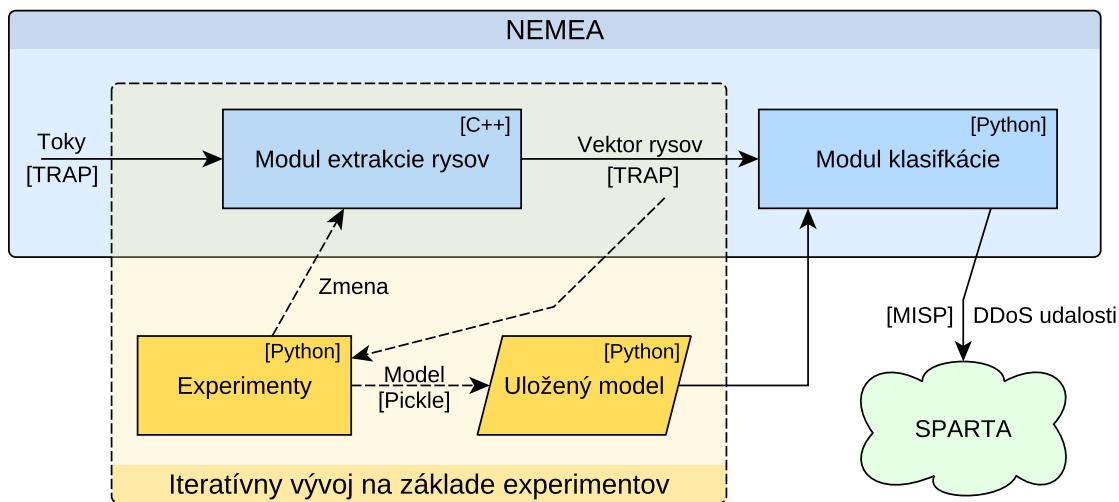 NEMEA
[C++]
[Python]
Toky
[TRAP]
Modul extrakcie rysov
Vektor rysov
[TRAP]
Modul klasifkácie
Zmena
[MISP]
DDoS udalosti
[Python]
Experimenty
Model
[Pickle]
[Python]
Uložený model
SPARTA
Iteratívny vývoj na základe experimentov